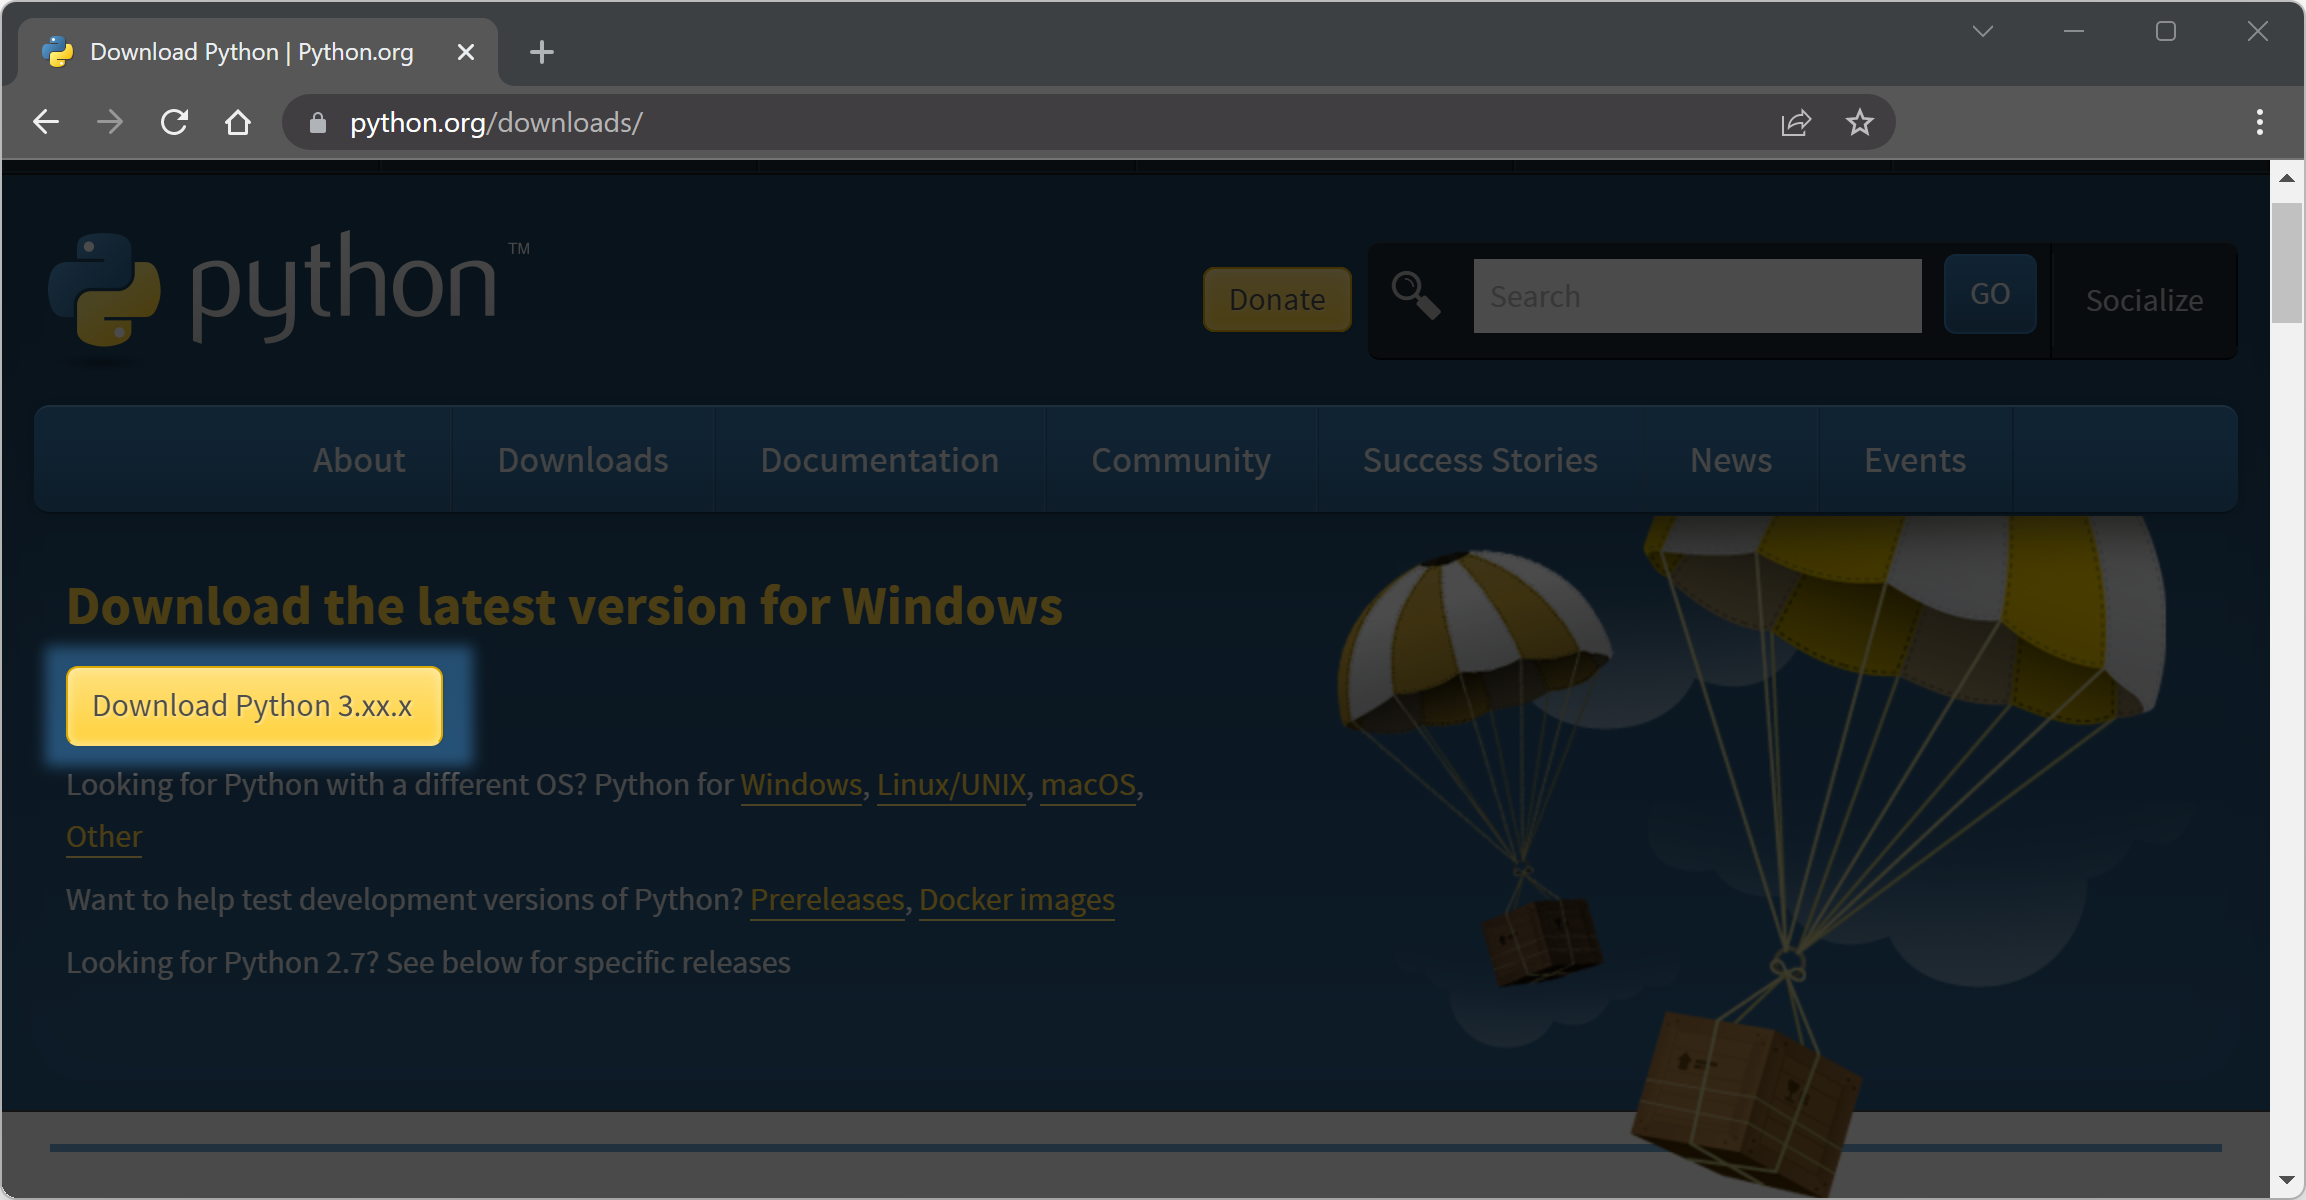 Download Python | Python.org
python.org/downloads/
python™
Donate
Search
GO
Socialize
About
Downloads
Documentation
Community
Success Stories
News
Events
Download the latest version for Windows
Download Python 3.xx.x
Looking for Python with a different OS? Python for Windows, Linux/UNIX, macOS,
Other
Want to help test development versions of Python? Prereleases, Docker images
Looking for Python 2.7? See below for specific releases